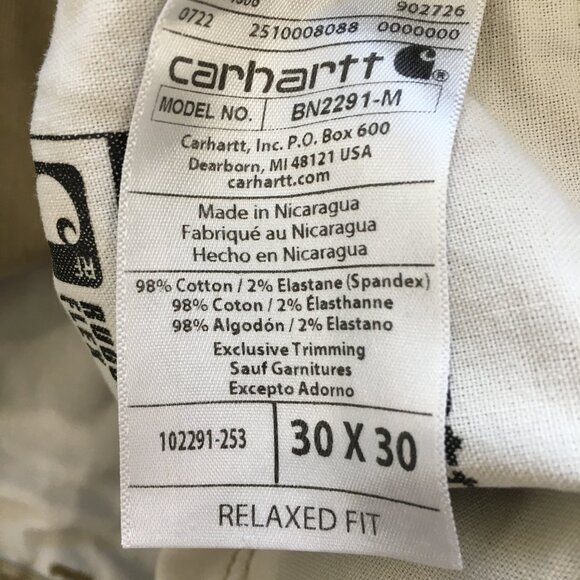 902726
0722 2510008088 0000000
carhartt ®
MODEL NO. BN2291-M
Carhartt, Inc. P.O. Box 600
Dearborn, MI 48121 USA
carhartt.com
Made in Nicaragua
Fabriqué au Nicaragua
Hecho en Nicaragua
98% Cotton / 2% Elastane (Spandex)
98% Coton / 2% Élasthanne
98% Algodón / 2% Elastano
Exclusive Trimming
Sauf Garnitures
Excepto Adorno
102291-253 30 X 30
RELAXED FIT
RF